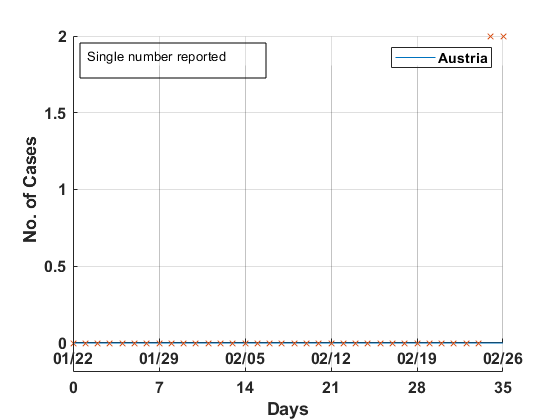 2
Single number reported
Austria
1.5
1
0.5
0
No. of Cases
01/22 01/29 02/05 02/12 02/19 02/26
0 7 14 21 28 35
Days